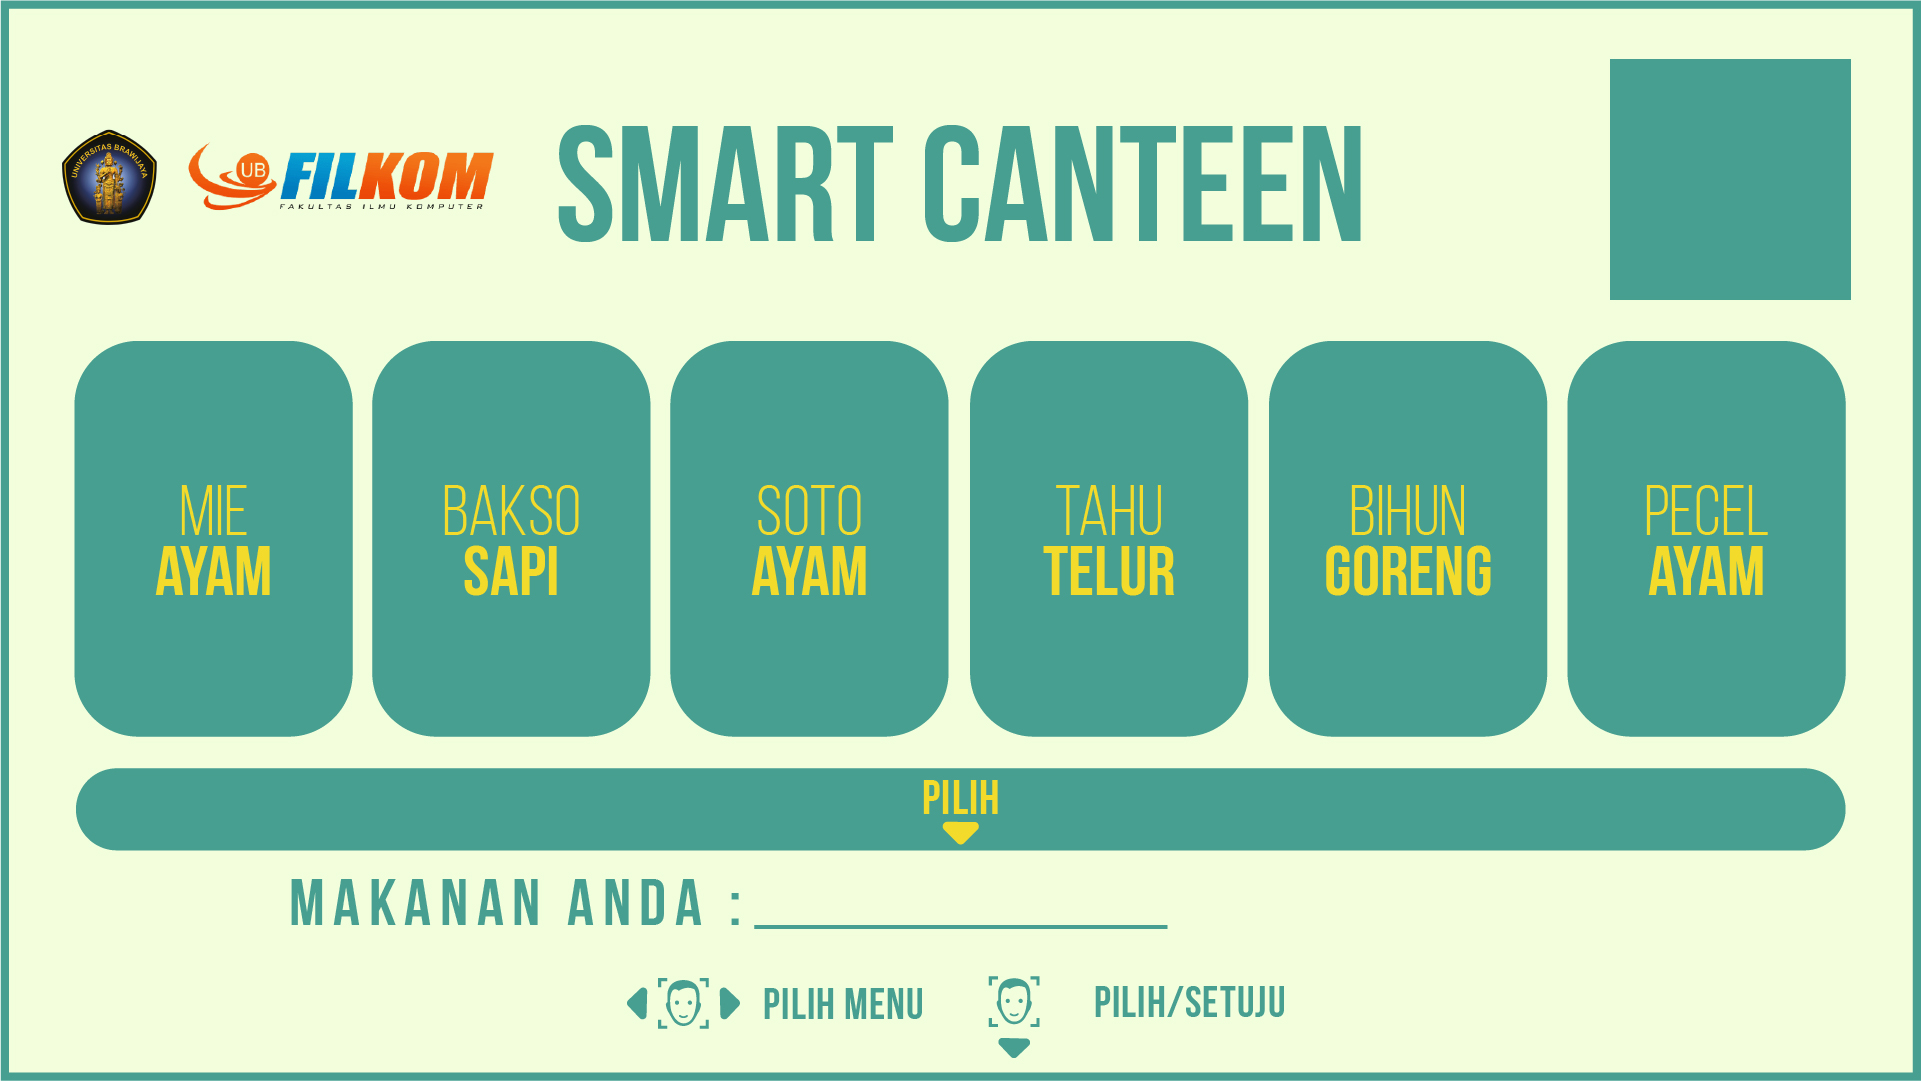 UNIVERSITAS BRAWIJAYA
UB
FILKOM
FAKULTAS ILMU KOMPUTER
SMART CANTEEN
MIE
AYAM
BAKSO
SAPI
SOTO
AYAM
TAHU
TELUR
BIHUN
GORENG
PECEL
AYAM
PILIH
MAKANAN ANDA :
PILIH MENU
PILIH/SETUJU